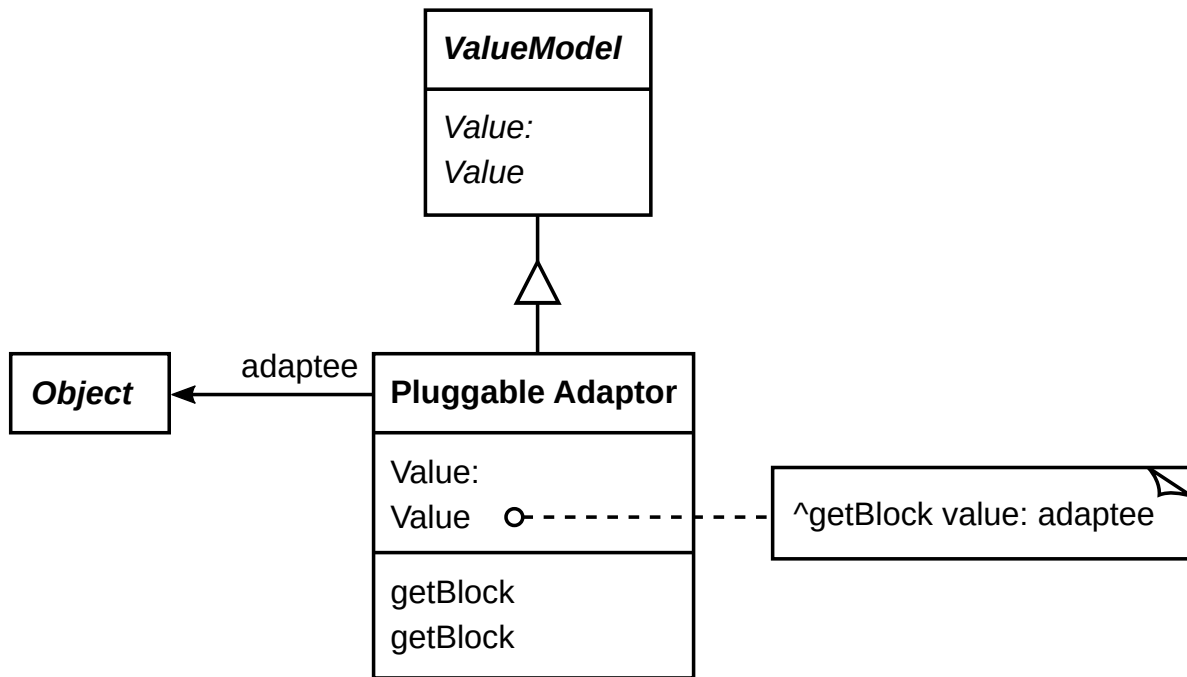 ValueModel
Value:
Value
adaptee
Object
Pluggable Adaptor
Value:
Value
^getBlock value: adaptee
getBlock
getBlock